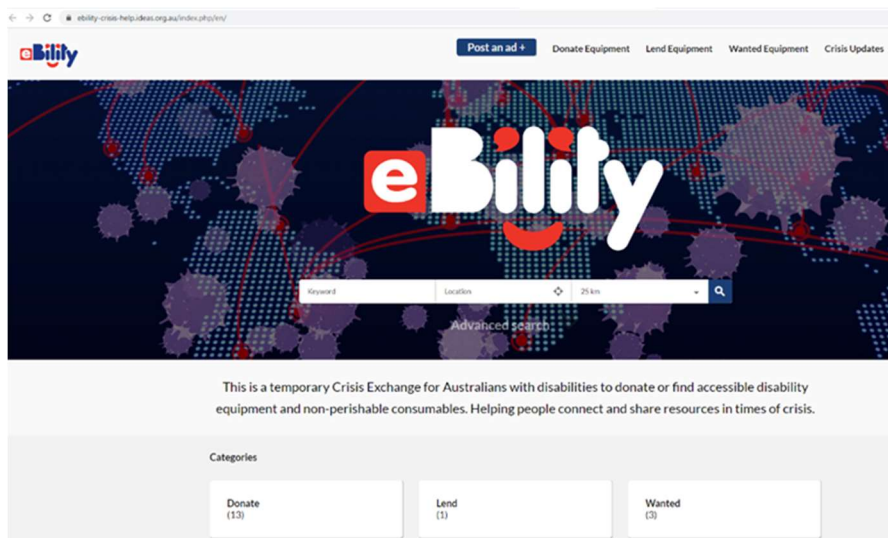 ebility-crisis-help.ideas.org.au/index.php/en/
eBility
Post an ad +
Donate Equipment
Lend Equipment
Wanted Equipment
Crisis Updates
eBility
Keyword
Location
25 km
Advanced search
This is a temporary Crisis Exchange for Australians with disabilities to donate or find accessible disability
equipment and non-perishable consumables. Helping people connect and share resources in times of crisis.
Categories
Donate
(13)
Lend
(1)
Wanted
(3)